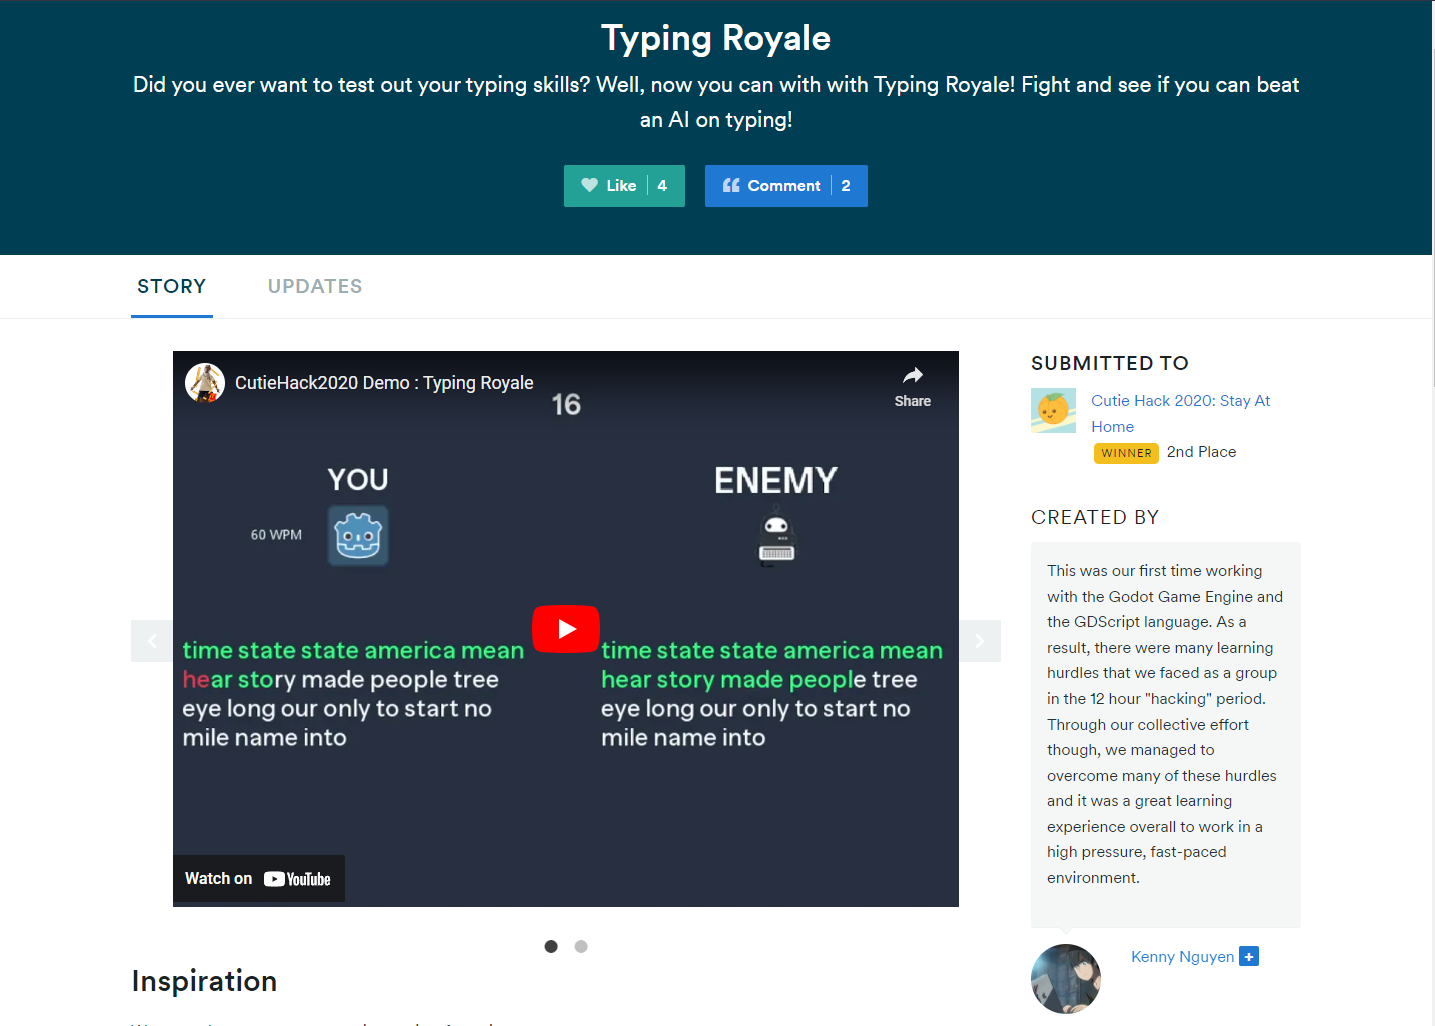 Typing Royale
Did you ever want to test out your typing skills? Well, now you can with with Typing Royale! Fight and see if you can beat
an AI on typing!
Like 4
Comment 2
STORY
UPDATES
CutieHack2020 Demo : Typing Royale
Share
16
YOU
ENEMY
60 WPM
time state state america mean
hear story made people tree
eye long our only to start no
mile name into
time state state america mean
hear story made people tree
eye long our only to start no
mile name into
Watch on YouTube
Inspiration
SUBMITTED TO
Cutie Hack 2020: Stay At
Home
WINNER 2nd Place
CREATED BY
This was our first time working
with the Godot Game Engine and
the GDScript language. As a
result, there were many learning
hurdles that we faced as a group
in the 12 hour "hacking" period.
Through our collective effort
though, we managed to
overcome many of these hurdles
and it was a great learning
experience overall to work in a
high pressure, fast-paced
environment.
Kenny Nguyen +